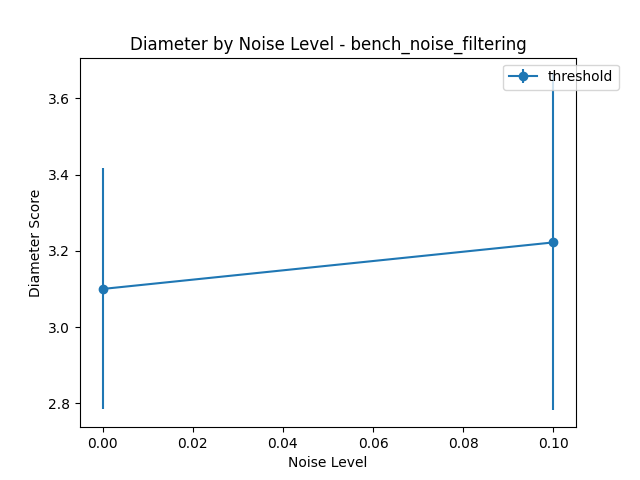 Diameter by Noise Level - bench_noise_filtering
threshold
3.6
3.4
3.2
3.0
2.8
Diameter Score
0.00 0.02 0.04 0.06 0.08 0.10
Noise Level